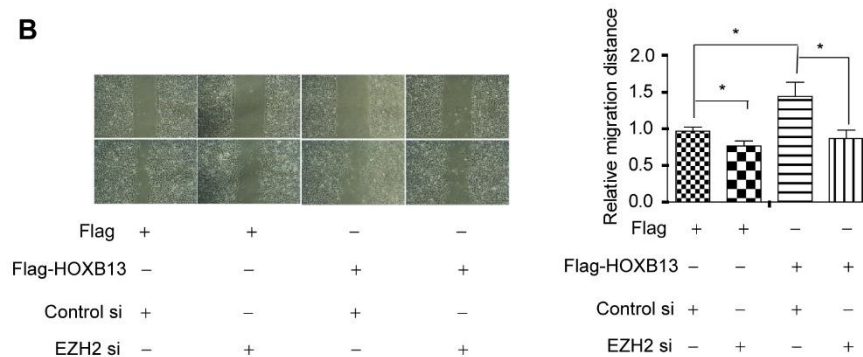 B
Flag + + − −
Flag-HOXB13 − − + +
Control si + − + −
EZH2 si − + − +
Relative migration distance
2.0
1.5
1.0
0.5
0.0
*
*
*
Flag + + − −
Flag-HOXB13 − − + +
Control si + − + −
EZH2 si − + − +